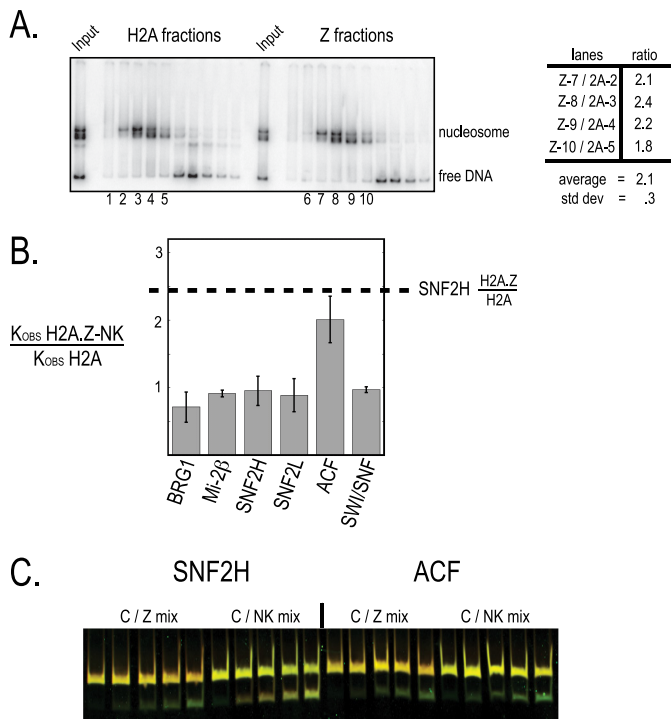 A.
Input
H2A fractions
Input
Z fractions
nucleosome
free DNA
1 2 3 4 5
6 7 8 9 10
lanes ratio
Z-7 / 2A-2 2.1
Z-8 / 2A-3 2.4
Z-9 / 2A-4 2.2
Z-10 / 2A-5 1.8
average = 2.1
std dev = .3
B.
3
2
1
KOBS H2A.Z-NK
KOBS H2A
SNF2H H2A.Z
H2A
BRG1
Mi-2β
SNF2H
SNF2L
ACF
SWI/SNF
C.
SNF2H ACF
C / Z mix C / NK mix C / Z mix C / NK mix